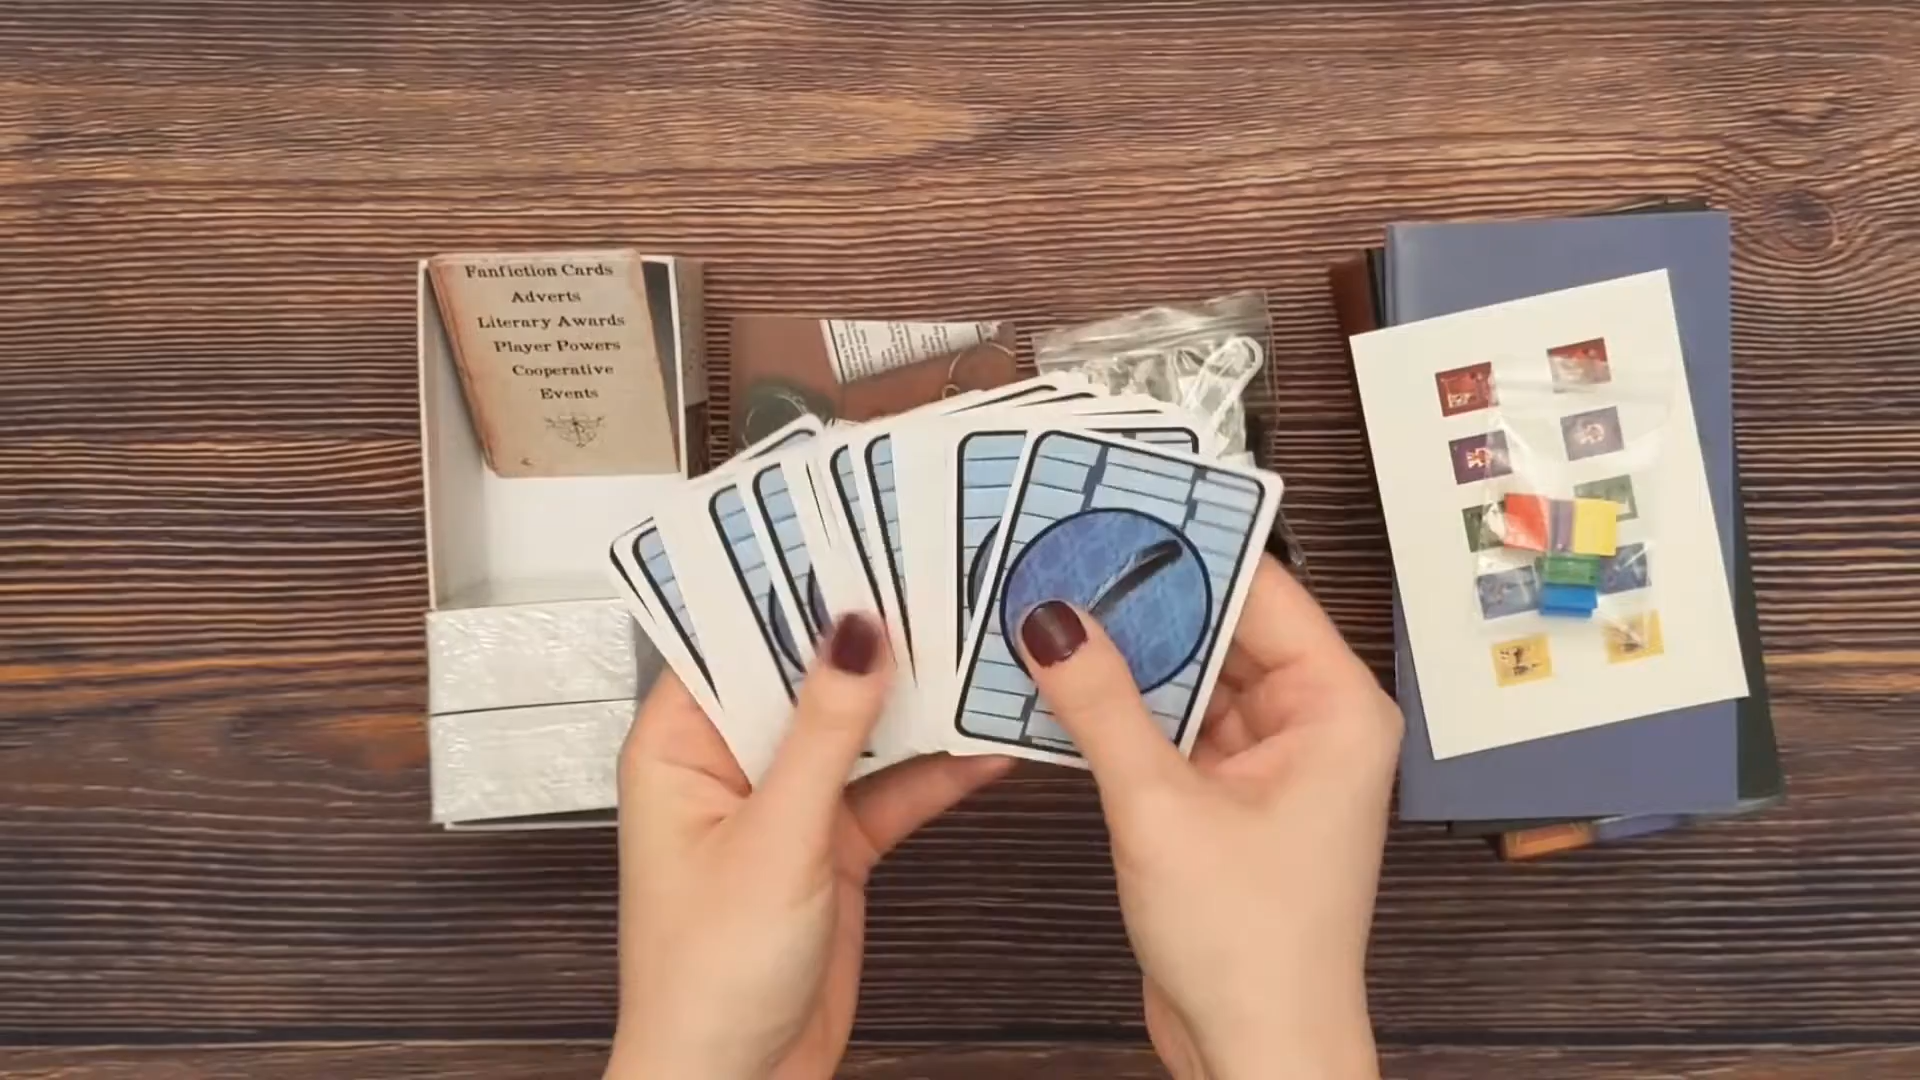 Fanfiction Cards
Adverts
Literary Awards
Player Powers
Cooperative
Events